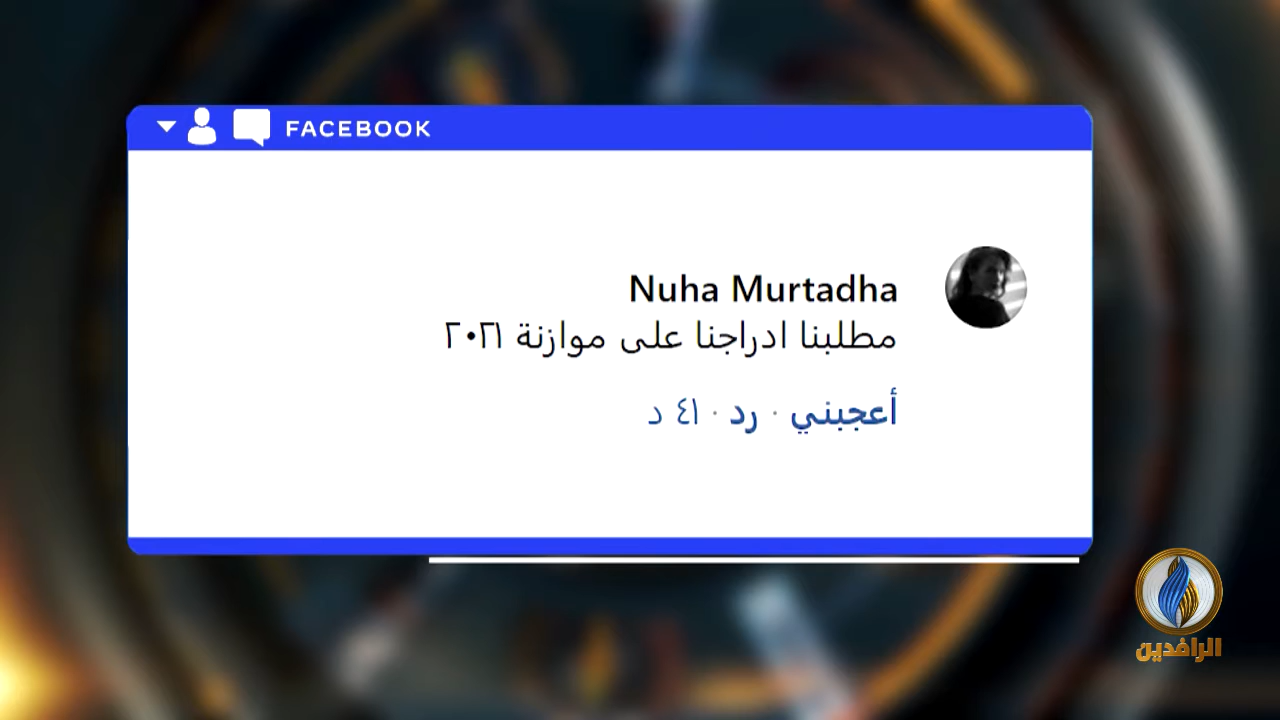 FACEBOOK
Nuha Murtadha
مطلبنا ادراجنا على موازنة ٢٠٢١
أعجبني · رد · ٤١ د
الرافدين